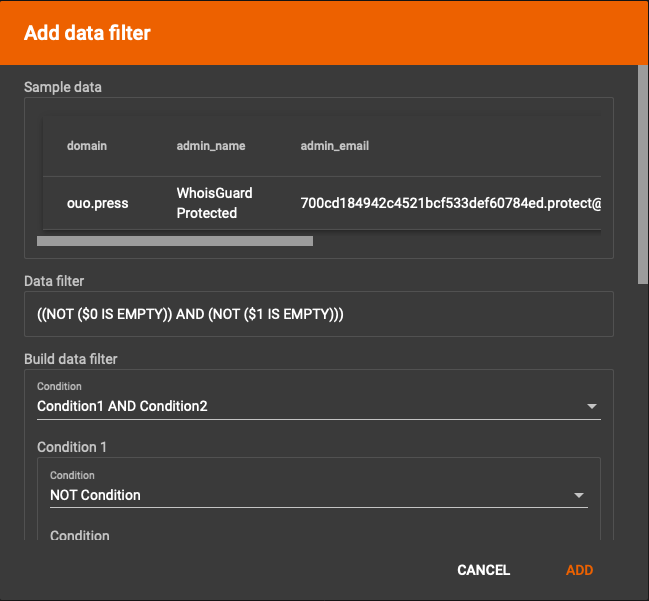 Add data filter
Sample data
domain admin_name admin_email
ouo.press WhoisGuard Protected 700cd184942c4521bcf533def60784ed.protect@
Data filter
((NOT ($0 IS EMPTY)) AND (NOT ($1 IS EMPTY)))
Build data filter
Condition
Condition1 AND Condition2
Condition 1
Condition
NOT Condition
Condition
CANCEL ADD